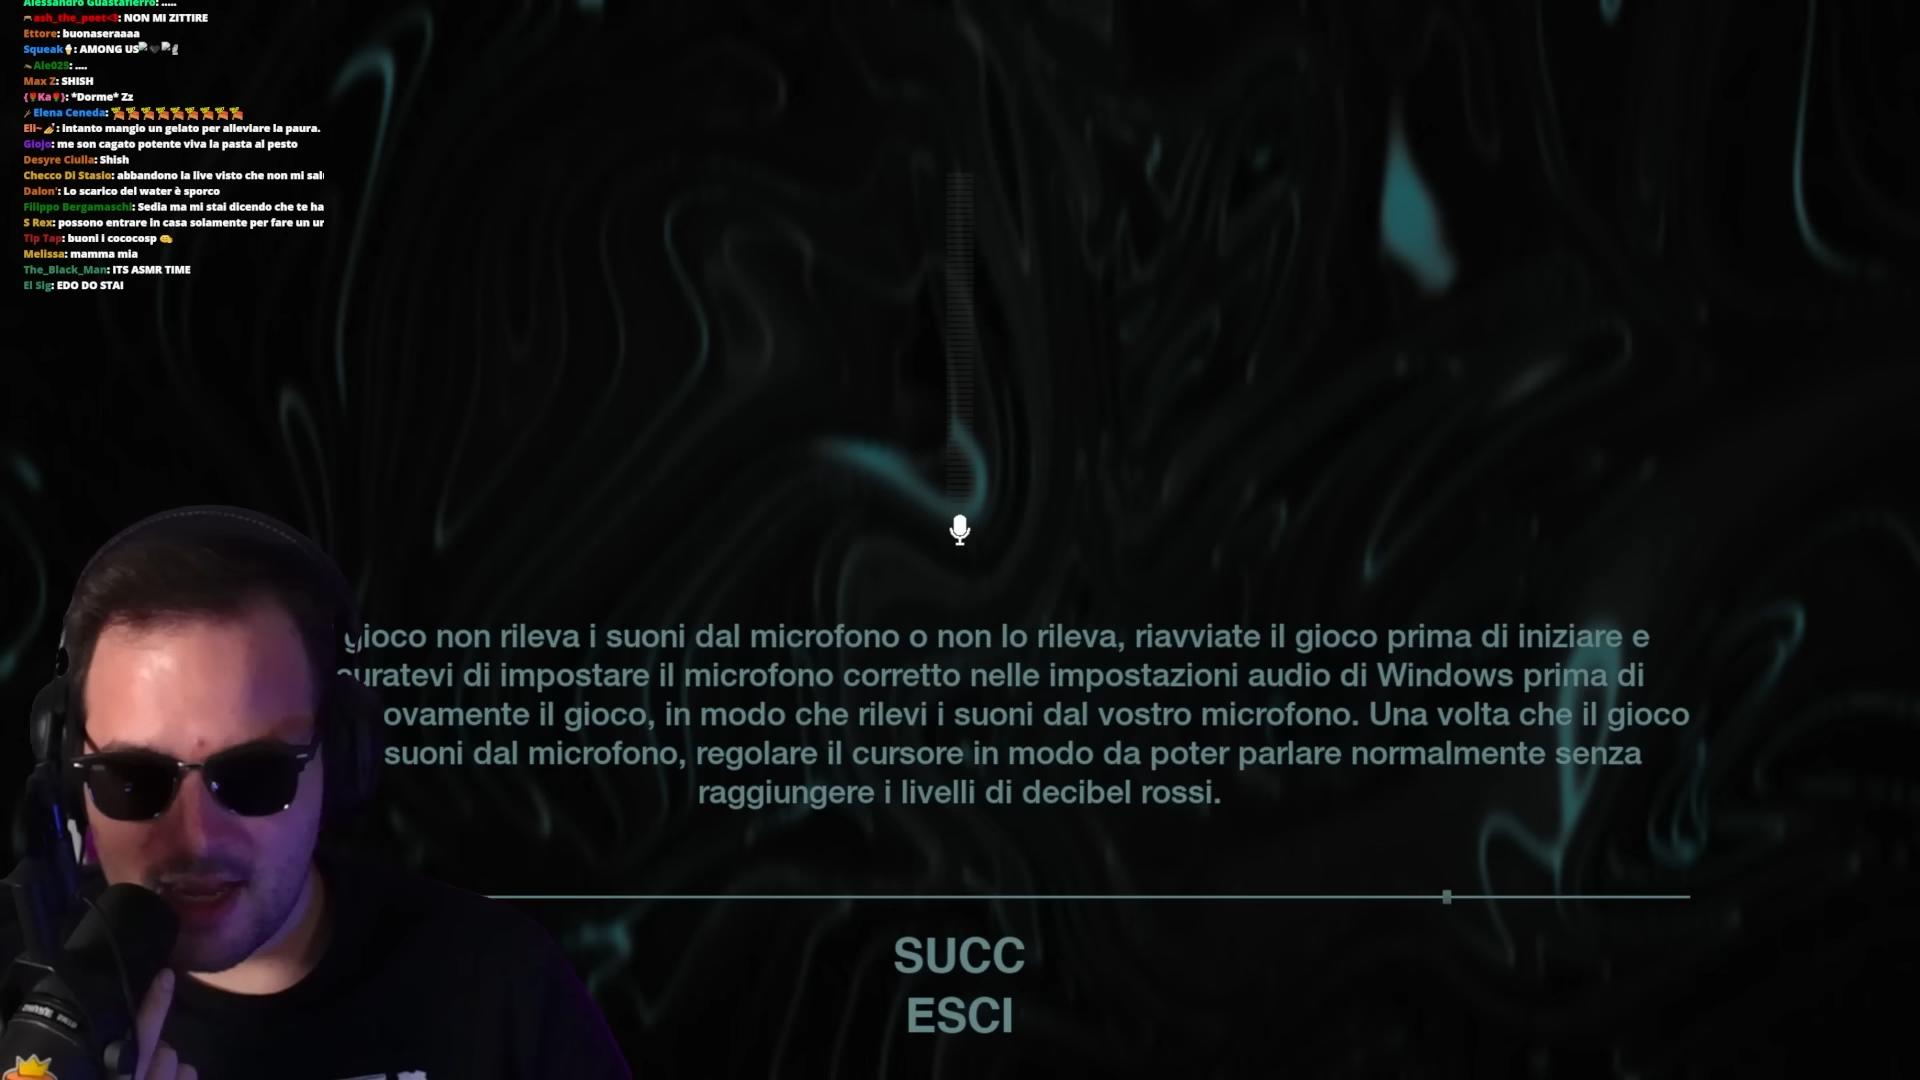 Alessandro Guastafierro: .....
ash_the_poet<3: NON MI ZITTIRE
Ettore: buonaseraaaa
Squeak: AMONG US
Ale025: ....
Max Z: SHISH
{Ka}: *Dorme* Zz
Elena Ceneda:
Eli~: intanto mangio un gelato per alleviare la paura.
Giojo: me son cagato potente viva la pasta al pesto
Desyre Ciulla: Shish
Checco Di Stasio: abbandono la live visto che non mi sal
Dalon': Lo scarico del water è sporco
Filippo Bergamaschi: Sedia ma mi stai dicendo che te ha
S Rex: possono entrare in casa solamente per fare un ur
Tip Tap: buoni i cococosp
Melissa: mamma mia
The_Black_Man: ITS ASMR TIME
El Sig: EDO DO STAI
gioco non rileva i suoni dal microfono o non lo rileva, riavviate il gioco prima di iniziare e
uratevi di impostare il microfono corretto nelle impostazioni audio di Windows prima di
ovamente il gioco, in modo che rilevi i suoni dal vostro microfono. Una volta che il gioco
suoni dal microfono, regolare il cursore in modo da poter parlare normalmente senza
raggiungere i livelli di decibel rossi.
SUCC
ESCI